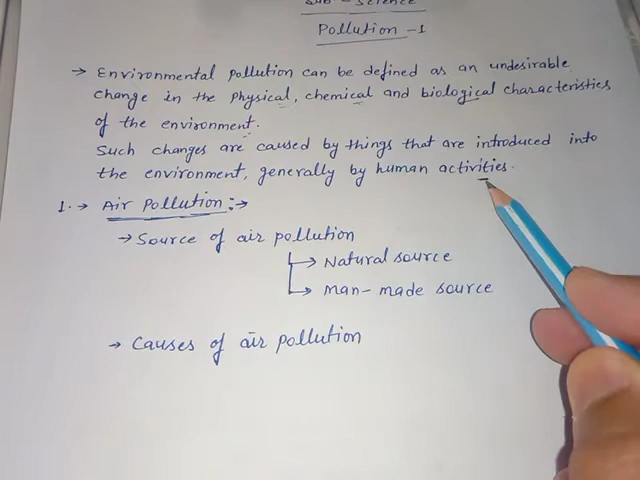 Sub - Science
Pollution -1
→ Environmental pollution can be defined as an undesirable
change in the physical, chemical and biological characteristics
of the environment.
Such changes are caused by things that are introduced into
the environment, generally by human activities.
1. → Air Pollution :→
→ Source of air pollution
→ Natural source
→ Man-made source
→ Causes of air pollution